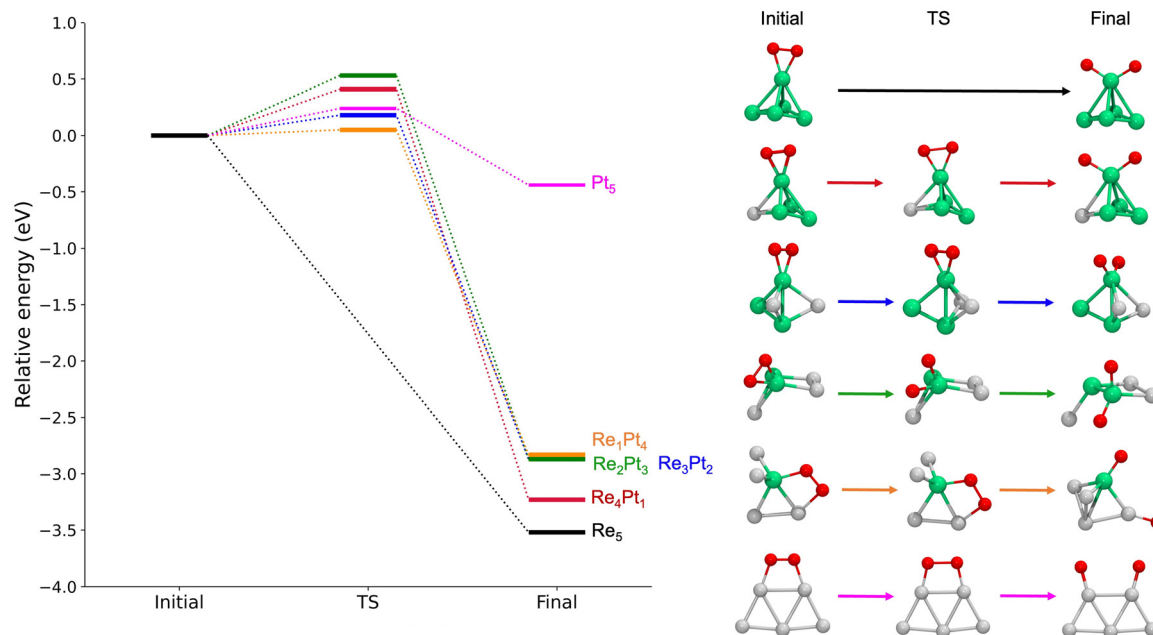 Initial TS Final
1.0
0.5
0.0
−0.5
−1.0
−1.5
−2.0
−2.5
−3.0
−3.5
−4.0
Relative energy (eV)
Pt₅
Re₁Pt₄
Re₂Pt₃ Re₃Pt₂
Re₄Pt₁
Re₅
Initial TS Final